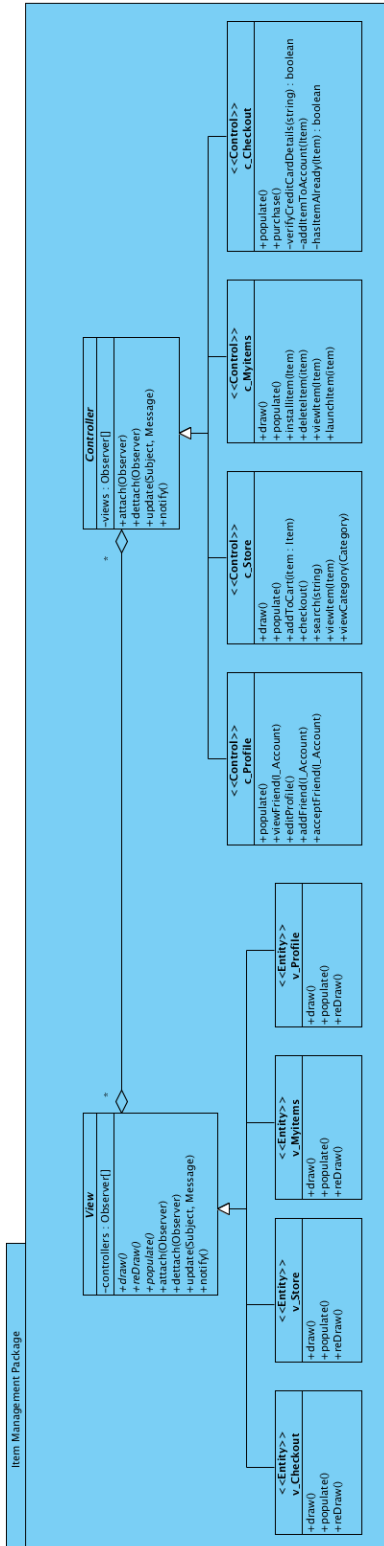 Item Management Package
View
-controllers : Observer[]
+draw()
+reDraw()
+populate()
+attach(Observer)
+dettach(Observer)
+update(Subject, Message)
+notify()
*
*
Controller
-views : Observer[]
+attach(Observer)
+dettach(Observer)
+update(Subject, Message)
+notify()
<<Entity>>
v_Checkout
+draw()
+populate()
+reDraw()
<<Entity>>
v_Store
+draw()
+populate()
+reDraw()
<<Entity>>
v_Myitems
+draw()
+populate()
+reDraw()
<<Entity>>
v_Profile
+draw()
+populate()
+reDraw()
<<Control>>
c_Profile
+populate()
+viewFriend(I_Account)
+editProfile()
+addFriend(I_Account)
+acceptFriend(I_Account)
<<Control>>
c_Store
+draw()
+populate()
+addToCart(item : Item)
+checkout()
+search(string)
+viewItem(Item)
+viewCategory(Category)
<<Control>>
c_Myitems
+draw()
+populate()
+installitem(Item)
+deleteItem(item)
+viewItem(Item)
+launchItem(item)
<<Control>>
c_Checkout
+populate()
+purchase()
-verifyCreditCardDetails(string) : boolean
-addItemToAccount(Item)
-hasItemAlready(Item) : boolean